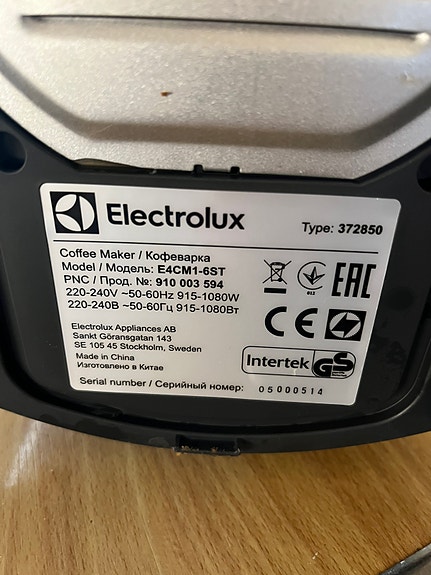 Electrolux
Type: 372850
Coffee Maker / Кофеварка
Model / Модель: E4CM1-6ST
PNC / Прод. №: 910 003 594
220-240V ~50-60Hz 915-1080W
220-240В ~50-60Гц 915-1080Вт
Electrolux Appliances AB
Sankt Göransgatan 143
SE 105 45 Stockholm, Sweden
Made in China
Изготовлено в Китае
Serial number / Серийный номер: 05000514
013
EAC
CE
Intertek GS